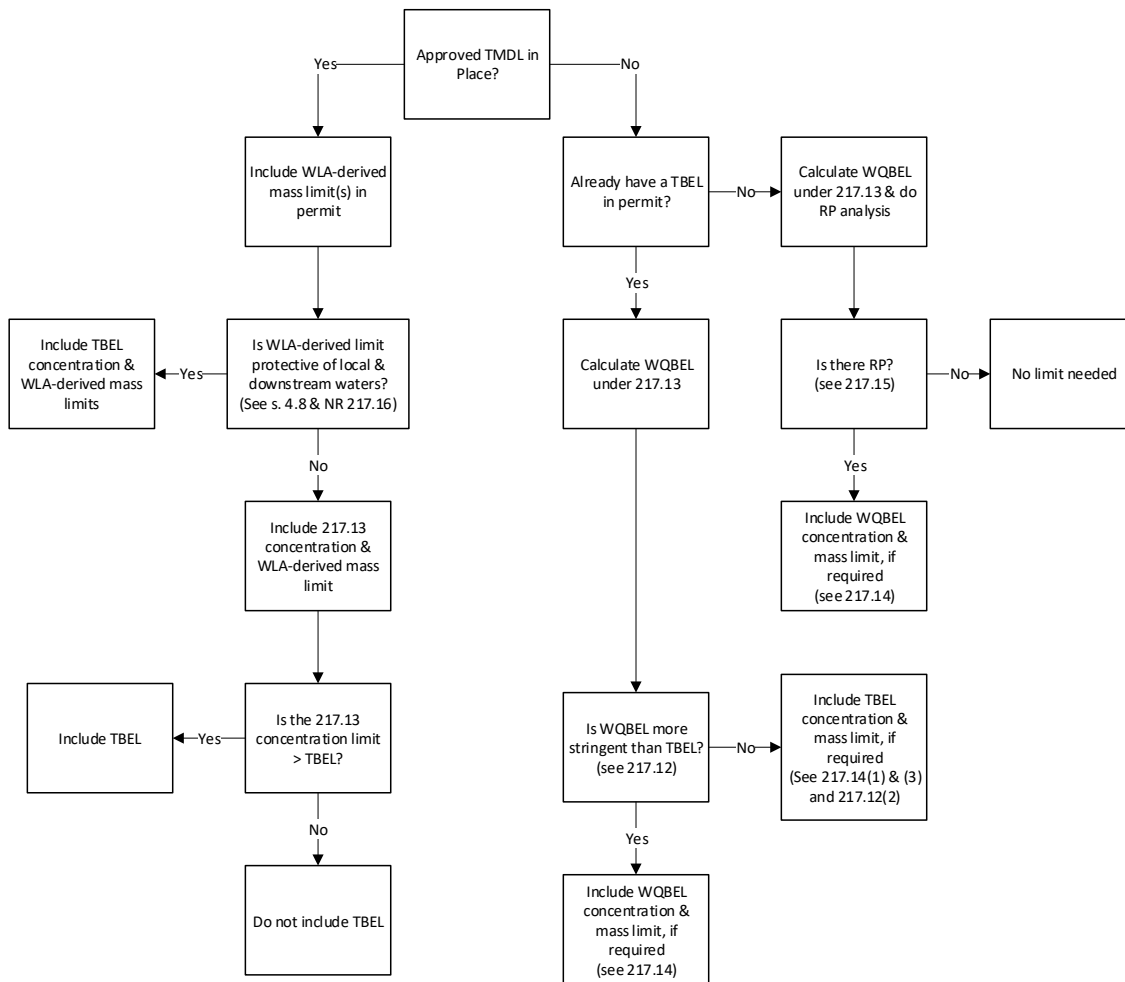 Approved TMDL in
Place?
Yes
No
Include WLA-derived
mass limit(s) in
permit
Already have a TBEL
in permit?
No
Calculate WQBEL
under 217.13 & do
RP analysis
Yes
Include TBEL
concentration &
WLA-derived mass
limits
Yes
Is WLA-derived limit
protective of local &
downstream waters?
(See s. 4.8 & NR 217.16)
Calculate WQBEL
under 217.13
Is there RP?
(see 217.15)
No
No limit needed
No
Yes
Include 217.13
concentration &
WLA-derived mass
limit
Include WQBEL
concentration &
mass limit, if
required
(see 217.14)
Include TBEL
Yes
Is the 217.13
concentration limit
> TBEL?
Is WQBEL more
stringent than TBEL?
(see 217.12)
No
Include TBEL
concentration &
mass limit, if
required
(See 217.14(1) & (3)
and 217.12(2)
No
Yes
Do not include TBEL
Include WQBEL
concentration &
mass limit, if
required
(see 217.14)